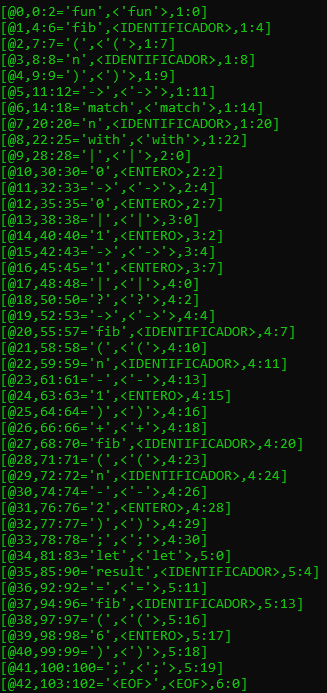 [@0,0:2='fun',<'fun'>,1:0]
[@1,4:6='fib',<IDENTIFICADOR>,1:4]
[@2,7:7='(',<'('>,1:7]
[@3,8:8='n',<IDENTIFICADOR>,1:8]
[@4,9:9=')',<')'>,1:9]
[@5,11:12='->',<'->'>,1:11]
[@6,14:18='match',<'match'>,1:14]
[@7,20:20='n',<IDENTIFICADOR>,1:20]
[@8,22:25='with',<'with'>,1:22]
[@9,28:28='|',<'|'>,2:0]
[@10,30:30='0',<ENTERO>,2:2]
[@11,32:33='->',<'->'>,2:4]
[@12,35:35='0',<ENTERO>,2:7]
[@13,38:38='|',<'|'>,3:0]
[@14,40:40='1',<ENTERO>,3:2]
[@15,42:43='->',<'->'>,3:4]
[@16,45:45='1',<ENTERO>,3:7]
[@17,48:48='|',<'|'>,4:0]
[@18,50:50='?',<'?'>,4:2]
[@19,52:53='->',<'->'>,4:4]
[@20,55:57='fib',<IDENTIFICADOR>,4:7]
[@21,58:58='(',<'('>,4:10]
[@22,59:59='n',<IDENTIFICADOR>,4:11]
[@23,61:61='-',<'-'>,4:13]
[@24,63:63='1',<ENTERO>,4:15]
[@25,64:64=')',<')'>,4:16]
[@26,66:66='+',<'+'>,4:18]
[@27,68:70='fib',<IDENTIFICADOR>,4:20]
[@28,71:71='(',<'('>,4:23]
[@29,72:72='n',<IDENTIFICADOR>,4:24]
[@30,74:74='-',<'-'>,4:26]
[@31,76:76='2',<ENTERO>,4:28]
[@32,77:77=')',<')'>,4:29]
[@33,78:78=';',<';'>,4:30]
[@34,81:83='let',<'let'>,5:0]
[@35,85:90='result',<IDENTIFICADOR>,5:4]
[@36,92:92='=',<'='>,5:11]
[@37,94:96='fib',<IDENTIFICADOR>,5:13]
[@38,97:97='(',<'('>,5:16]
[@39,98:98='6',<ENTERO>,5:17]
[@40,99:99=')',<')'>,5:18]
[@41,100:100=';',<';'>,5:19]
[@42,103:102='<EOF>',<EOF>,6:0]